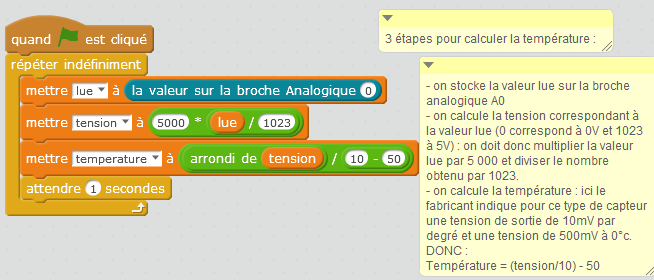 quand est cliqué
répéter indéfiniment
mettre lue à la valeur sur la broche Analogique 0
mettre tension à 5000 * lue / 1023
mettre temperature à arrondi de tension / 10 - 50
attendre 1 secondes
3 étapes pour calculer la température :
- on stocke la valeur lue sur la broche
analogique A0
- on calcule la tension correspondant à
la valeur lue (0 correspond à 0V et 1023
à 5V) : on doit donc multiplier la valeur
lue par 5 000 et diviser le nombre
obtenu par 1023.
- on calcule la température : ici le
fabricant indique pour ce type de capteur
une tension de sortie de 10mV par
degré et une tension de 500mV à 0°c.
DONC :
Température = (tension/10) - 50